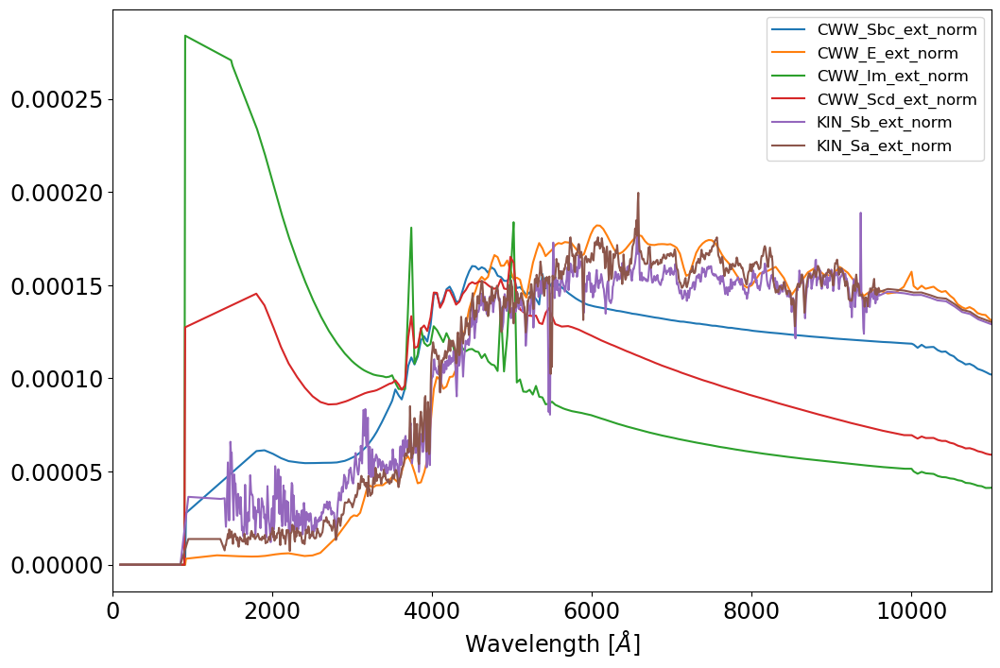 CWW_Sbc_ext_norm
CWW_E_ext_norm
CWW_Im_ext_norm
CWW_Scd_ext_norm
KIN_Sb_ext_norm
KIN_Sa_ext_norm
0.00025
0.00020
0.00015
0.00010
0.00005
0.00000
0 2000 4000 6000 8000 10000
Wavelength [Å]